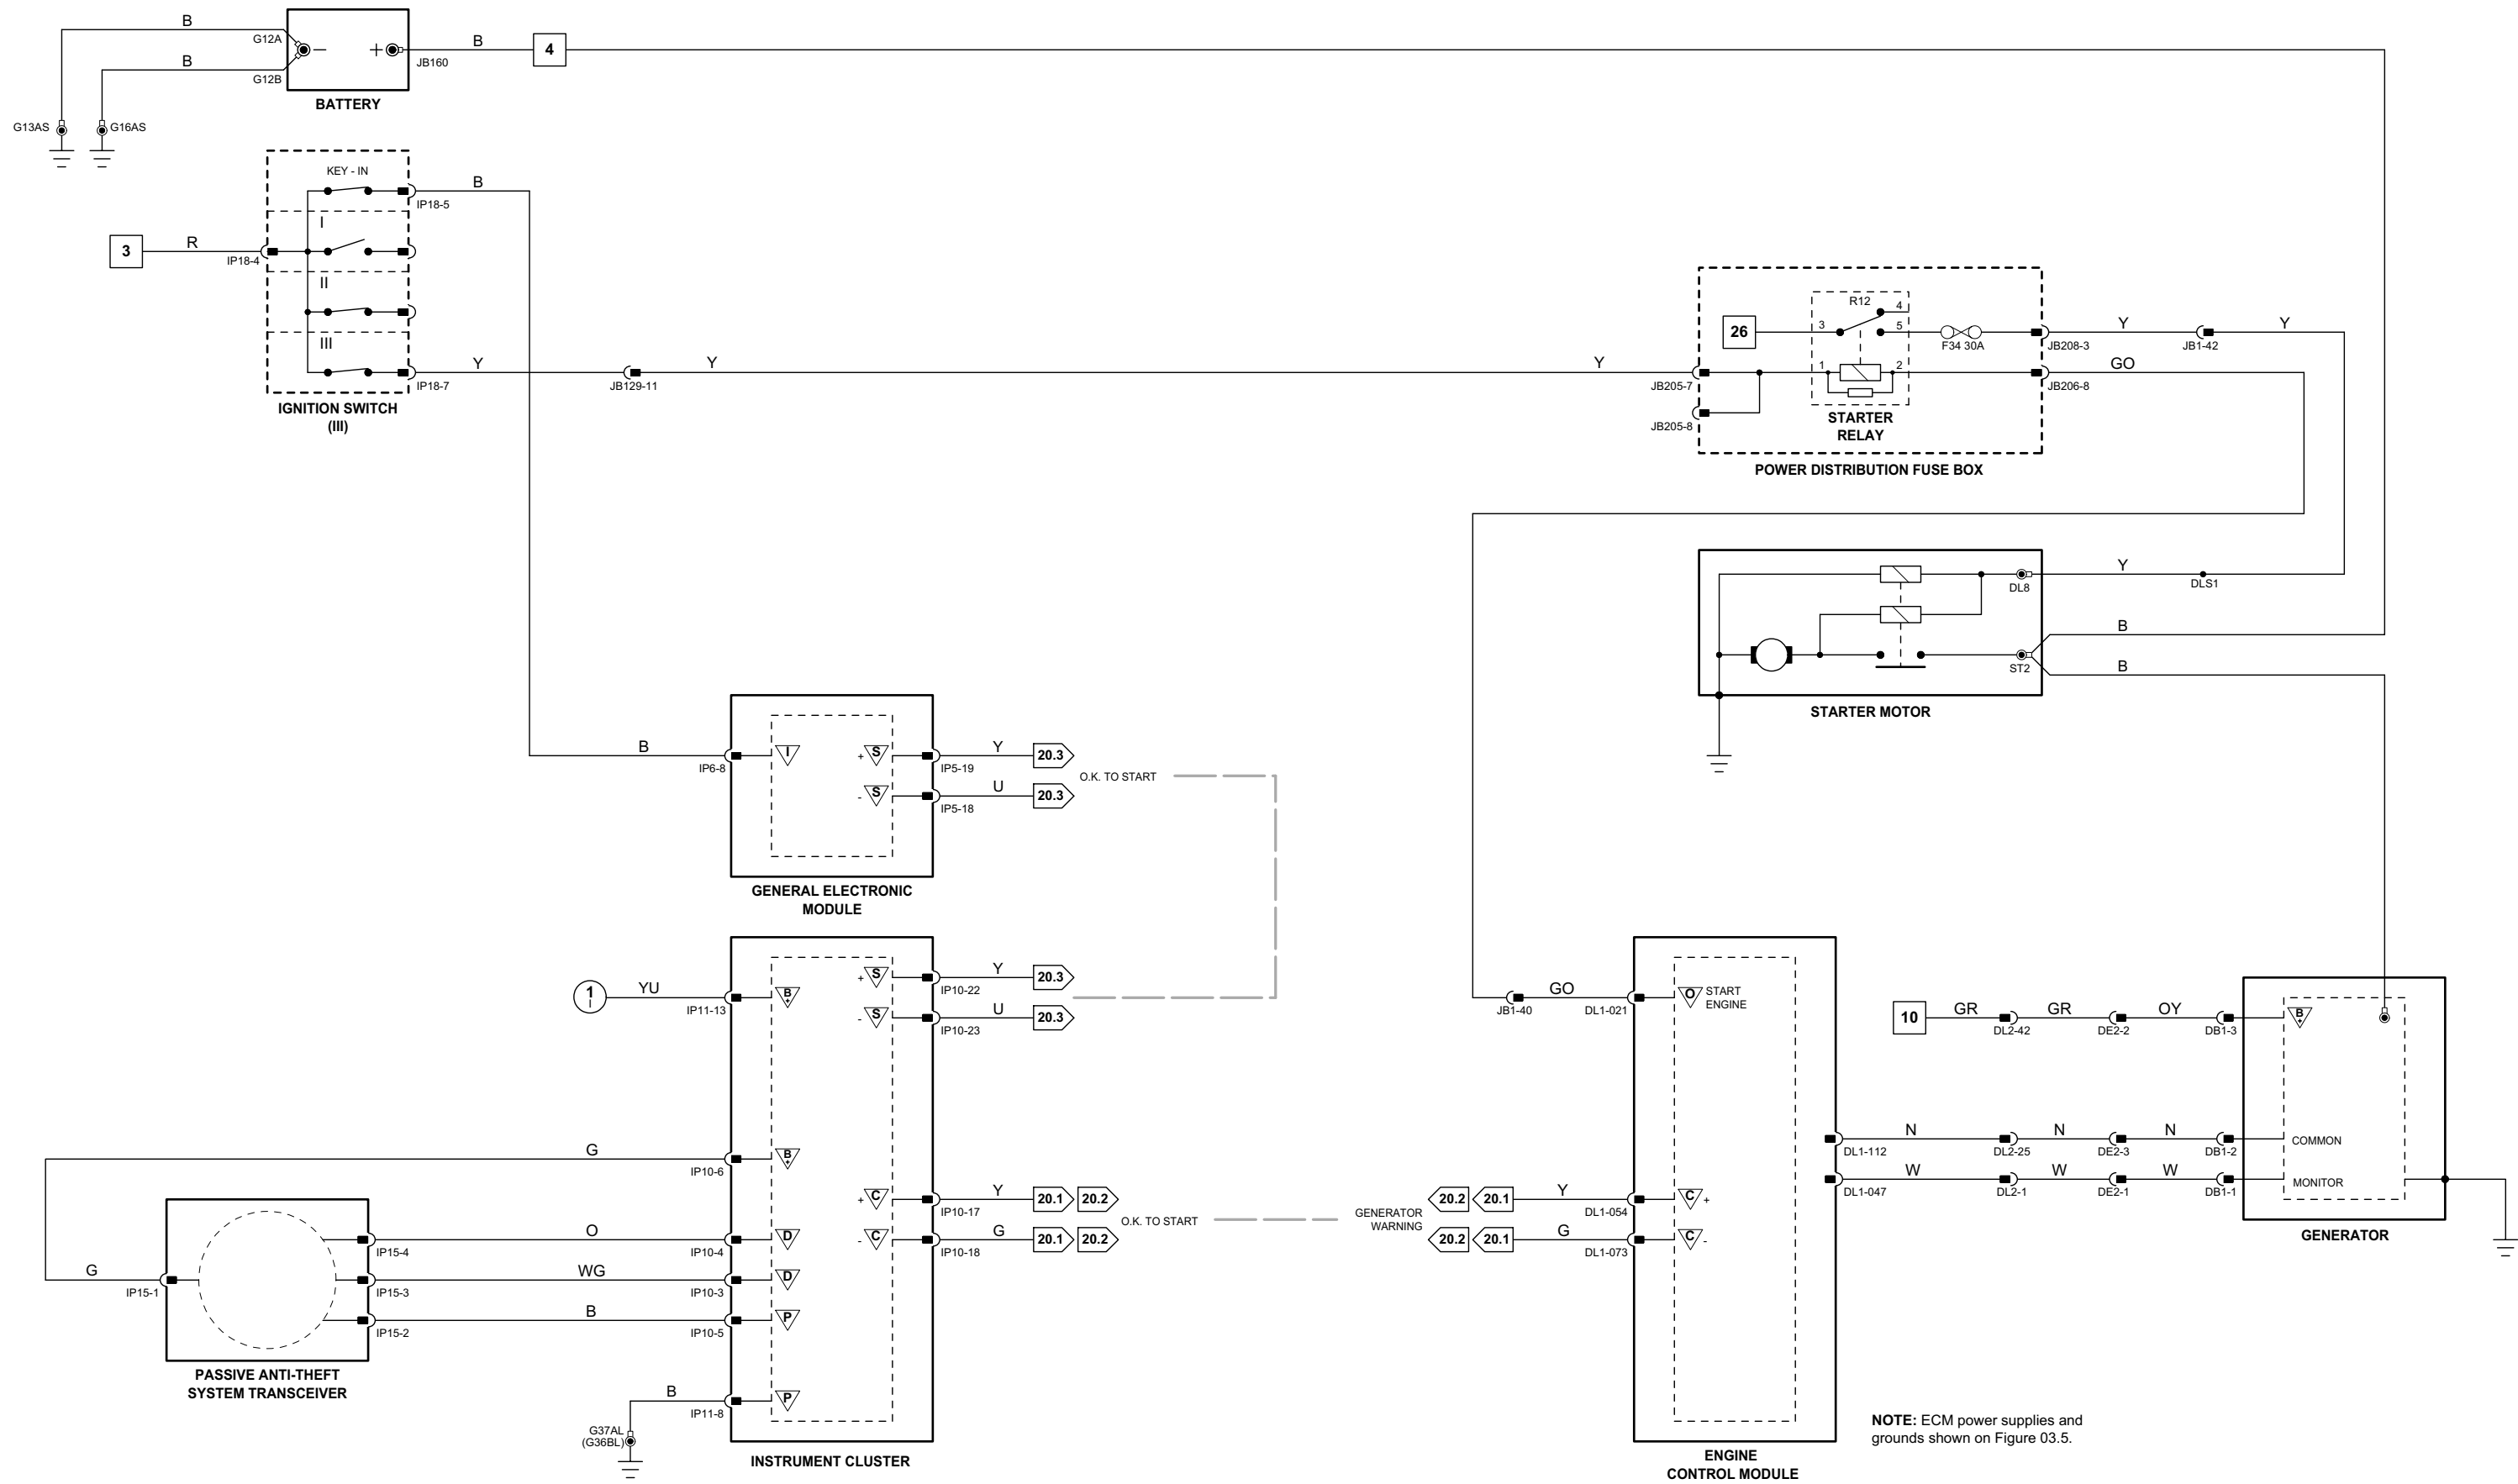 B
G12A
B
G12B
−
+
JB160
B
4
BATTERY
G13AS
G16AS
KEY - IN
B
IP18-5
I
3
R
IP18-4
II
III
Y
IP18-7
IGNITION SWITCH
(III)
JB129-11
Y
Y
JB205-7
JB205-8
R12
26
3
4
5
F34 30A
1
2
STARTER
RELAY
JB208-3
Y
JB1-42
Y
JB206-8
GO
POWER DISTRIBUTION FUSE BOX
Y
DL8
DLS1
B
ST2
B
STARTER MOTOR
B
IP6-8
I
+
S
IP5-19
Y
20.3
O.K. TO START
-
S
IP5-18
U
20.3
GENERAL ELECTRONIC
MODULE
1
I
YU
IP11-13
B
+
+
S
IP10-22
Y
20.3
-
S
IP10-23
U
20.3
G
IP10-6
B
+
+
C
IP10-17
Y
20.1
20.2
O.K. TO START
-
C
IP10-18
G
20.1
20.2
G
IP15-1
IP15-4
O
IP10-4
D
IP15-3
WG
IP10-3
D
IP15-2
B
IP10-5
P
PASSIVE ANTI-THEFT
SYSTEM TRANSCEIVER
B
IP11-8
P
G37AL
(G36BL)
INSTRUMENT CLUSTER
JB1-40
GO
DL1-021
O
START
ENGINE
GENERATOR
WARNING
20.2
20.1
Y
DL1-054
C
+
20.2
20.1
G
DL1-073
C
-
ENGINE
CONTROL MODULE
10
GR
DL2-42
GR
DE2-2
OY
DB1-3
B
+
DL1-112
N
DL2-25
N
DE2-3
N
DB1-2
COMMON
DL1-047
W
DL2-1
W
DE2-1
W
DB1-1
MONITOR
GENERATOR
NOTE: ECM power supplies and
grounds shown on Figure 03.5.